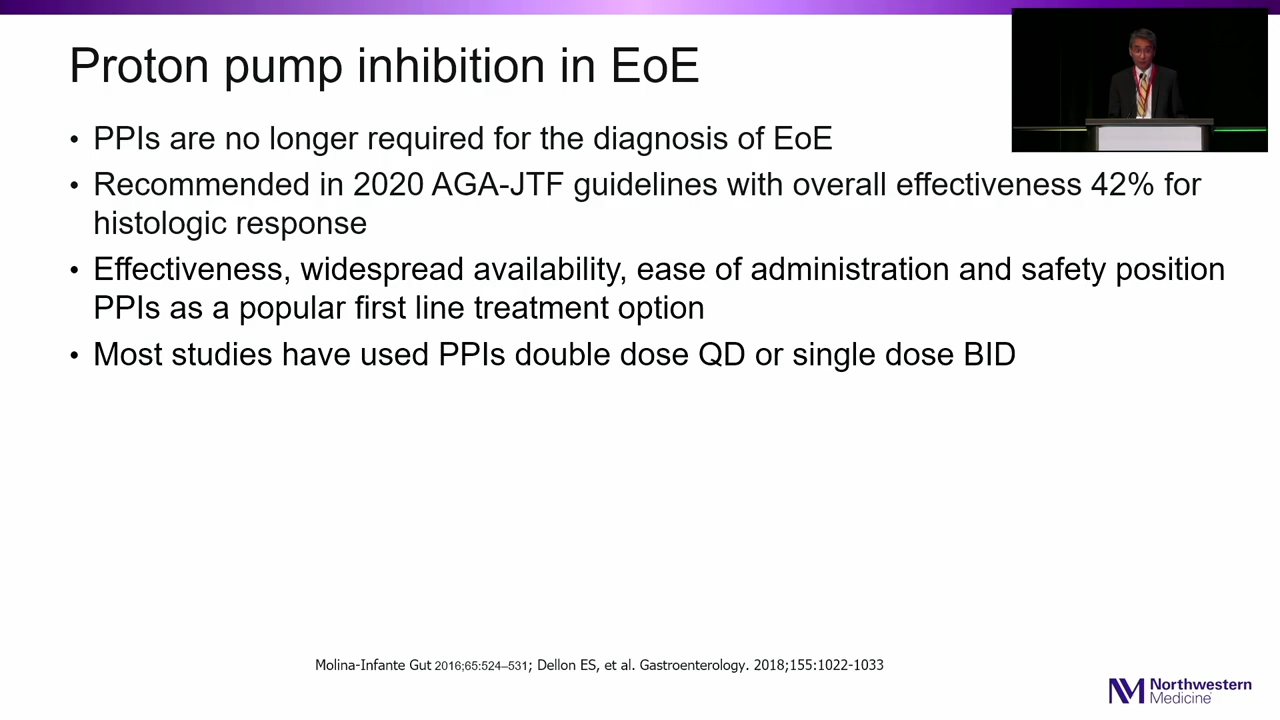 Proton pump inhibition in EoE
• PPIs are no longer required for the diagnosis of EoE
• Recommended in 2020 AGA-JTF guidelines with overall effectiveness 42% for
histologic response
• Effectiveness, widespread availability, ease of administration and safety position
PPIs as a popular first line treatment option
• Most studies have used PPIs double dose QD or single dose BID
Molina-Infante Gut 2016;65:524–531; Dellon ES, et al. Gastroenterology. 2018;155:1022-1033
Northwestern
Medicine